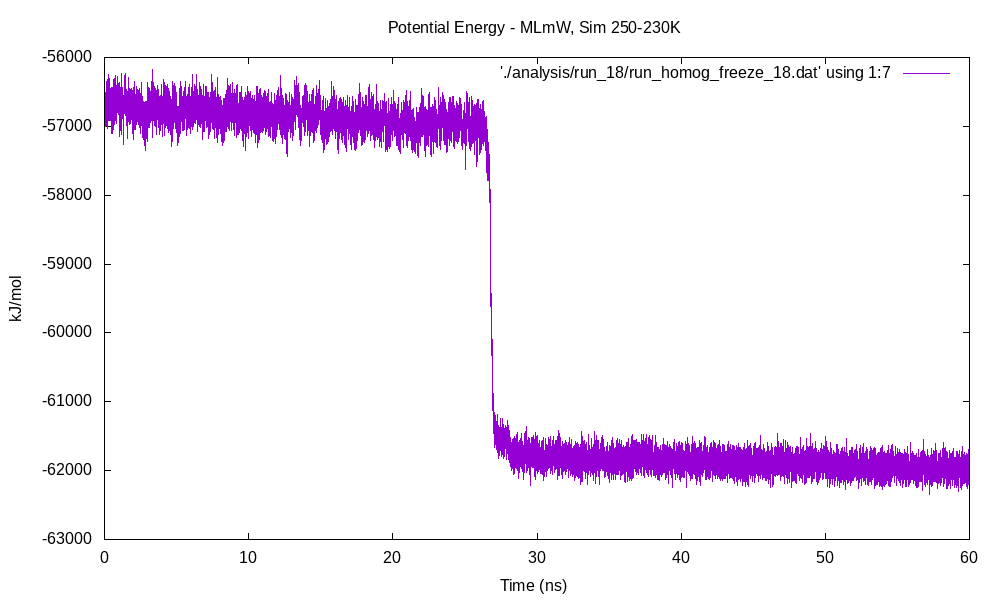 Potential Energy - MLmW, Sim 250-230K
'./analysis/run_18/run_homog_freeze_18.dat' using 1:7
-56000
-57000
-58000
-59000
-60000
-61000
-62000
-63000
kJ/mol
0 10 20 30 40 50 60
Time (ns)